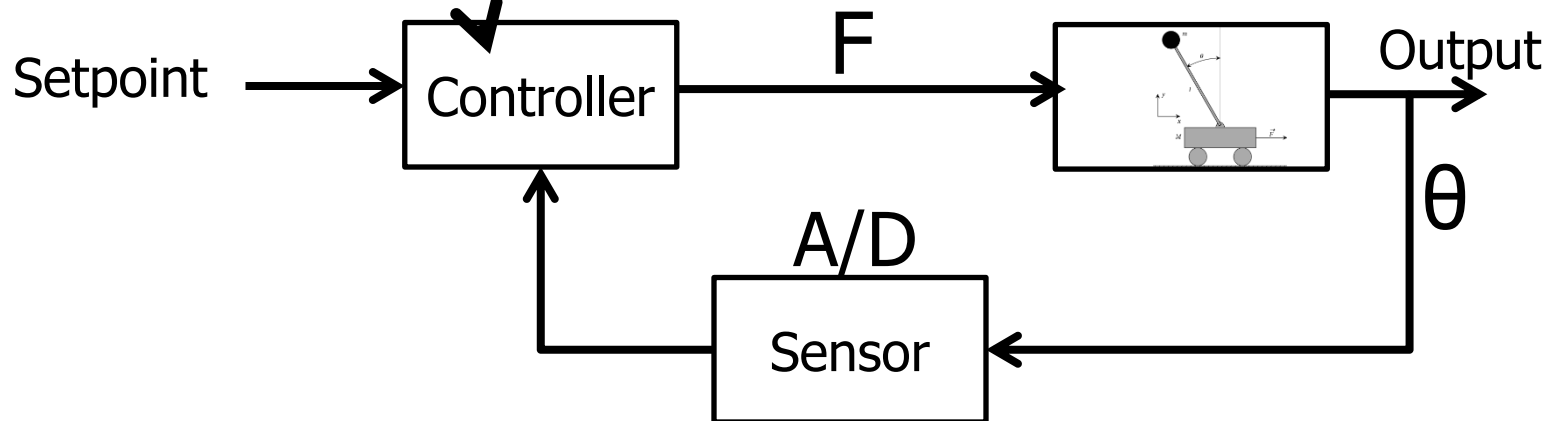 Setpoint
Controller
F
Output
m
θ
l
y
x
M
F
θ
A/D
Sensor